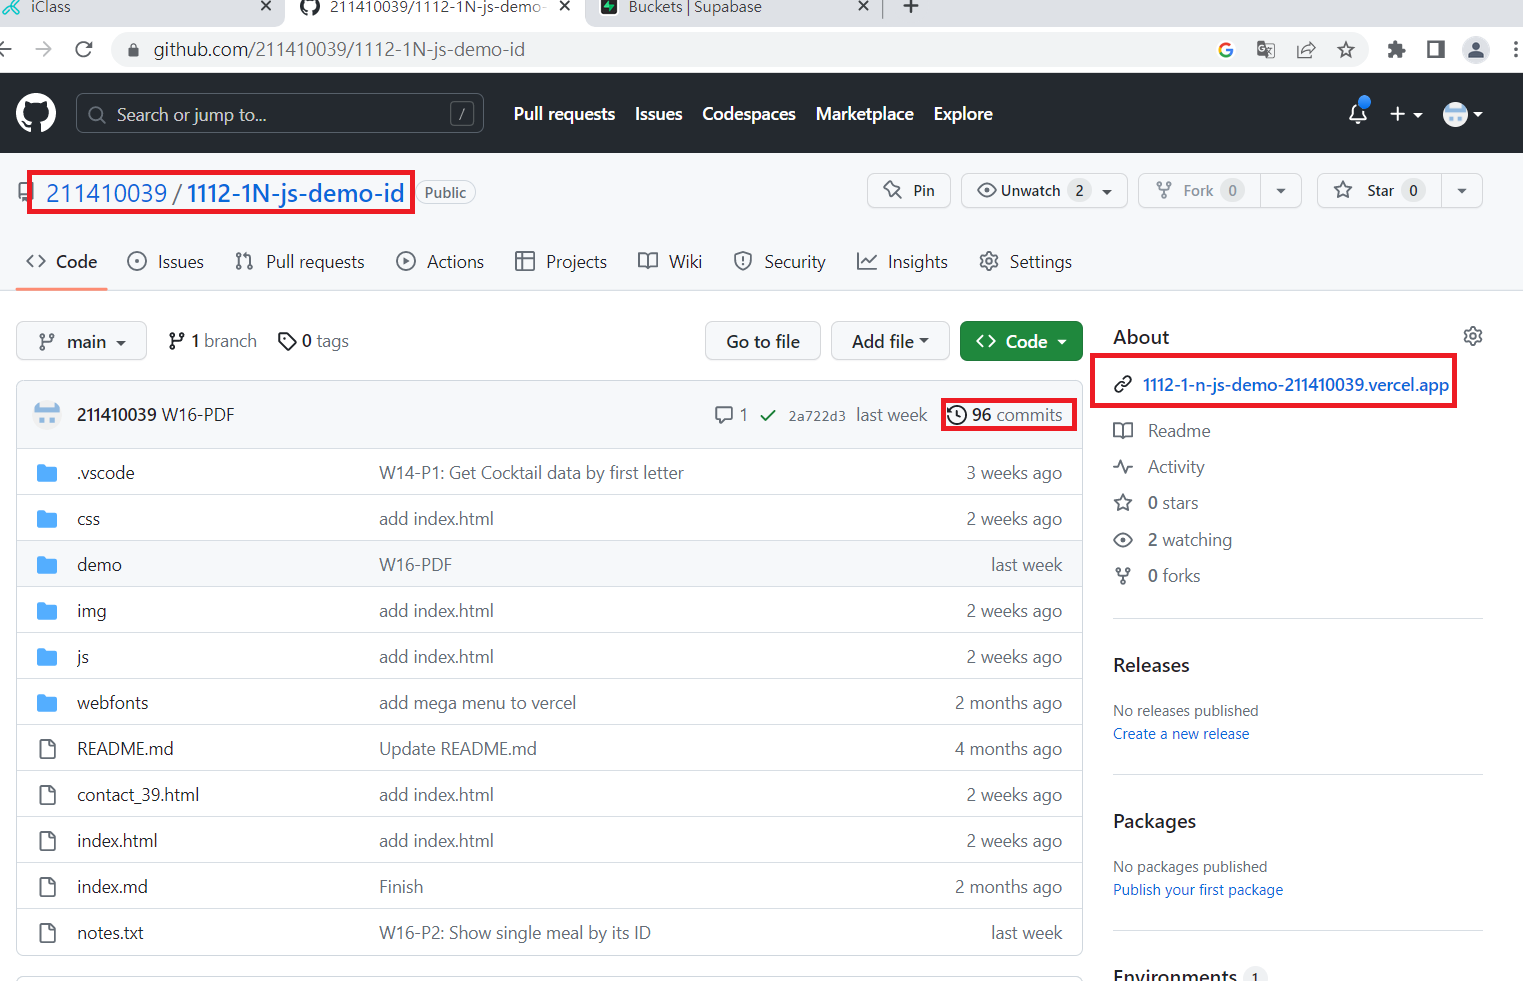 iClass
211410039/1112-1N-js-demo-
Buckets | Supabase
github.com/211410039/1112-1N-js-demo-id
Search or jump to...
/
Pull requests
Issues
Codespaces
Marketplace
Explore
211410039 / 1112-1N-js-demo-id
Public
Pin
Unwatch 2
Fork 0
Star 0
Code
Issues
Pull requests
Actions
Projects
Wiki
Security
Insights
Settings
main
1 branch
0 tags
Go to file
Add file
Code
211410039 W16-PDF
1
2a722d3 last week
96 commits
.vscode W14-P1: Get Cocktail data by first letter 3 weeks ago
css add index.html 2 weeks ago
demo W16-PDF last week
img add index.html 2 weeks ago
js add index.html 2 weeks ago
webfonts add mega menu to vercel 2 months ago
README.md Update README.md 4 months ago
contact_39.html add index.html 2 weeks ago
index.html add index.html 2 weeks ago
index.md Finish 2 months ago
notes.txt W16-P2: Show single meal by its ID last week
About
1112-1-n-js-demo-211410039.vercel.app
Readme
Activity
0 stars
2 watching
0 forks
Releases
No releases published
Create a new release
Packages
No packages published
Publish your first package
Environments 1